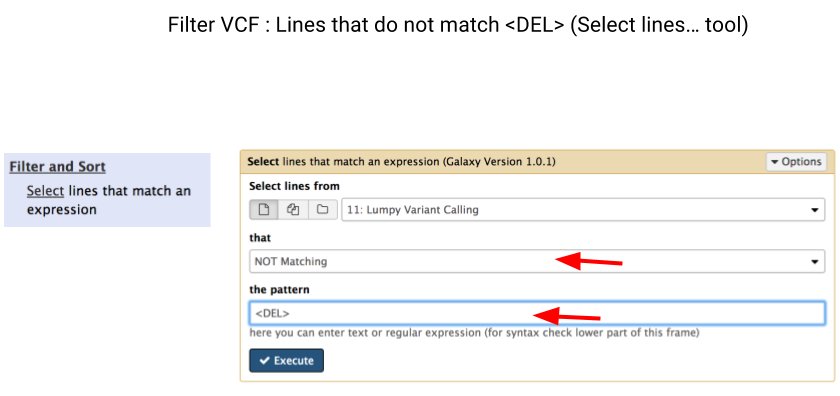 Filter VCF : Lines that do not match <DEL> (Select lines... tool)
Filter and Sort
Select lines that match an
expression
Select lines that match an expression (Galaxy Version 1.0.1)
Options
Select lines from
11: Lumpy Variant Calling
that
NOT Matching
the pattern
<DEL>
here you can enter text or regular expression (for syntax check lower part of this frame)
Execute